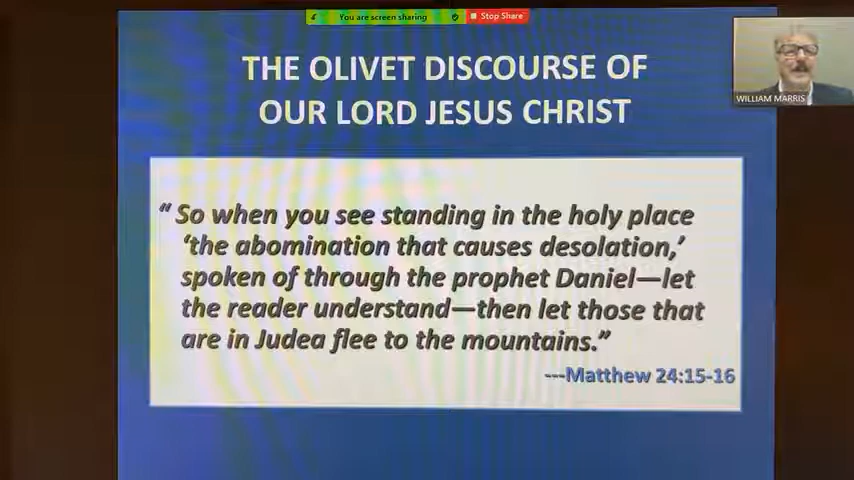 You are screen sharing
Stop Share
THE OLIVET DISCOURSE OF
OUR LORD JESUS CHRIST
WILLIAM MARRIS
“ So when you see standing in the holy place
‘the abomination that causes desolation,’
spoken of through the prophet Daniel—let
the reader understand—then let those that
are in Judea flee to the mountains.”
---Matthew 24:15-16